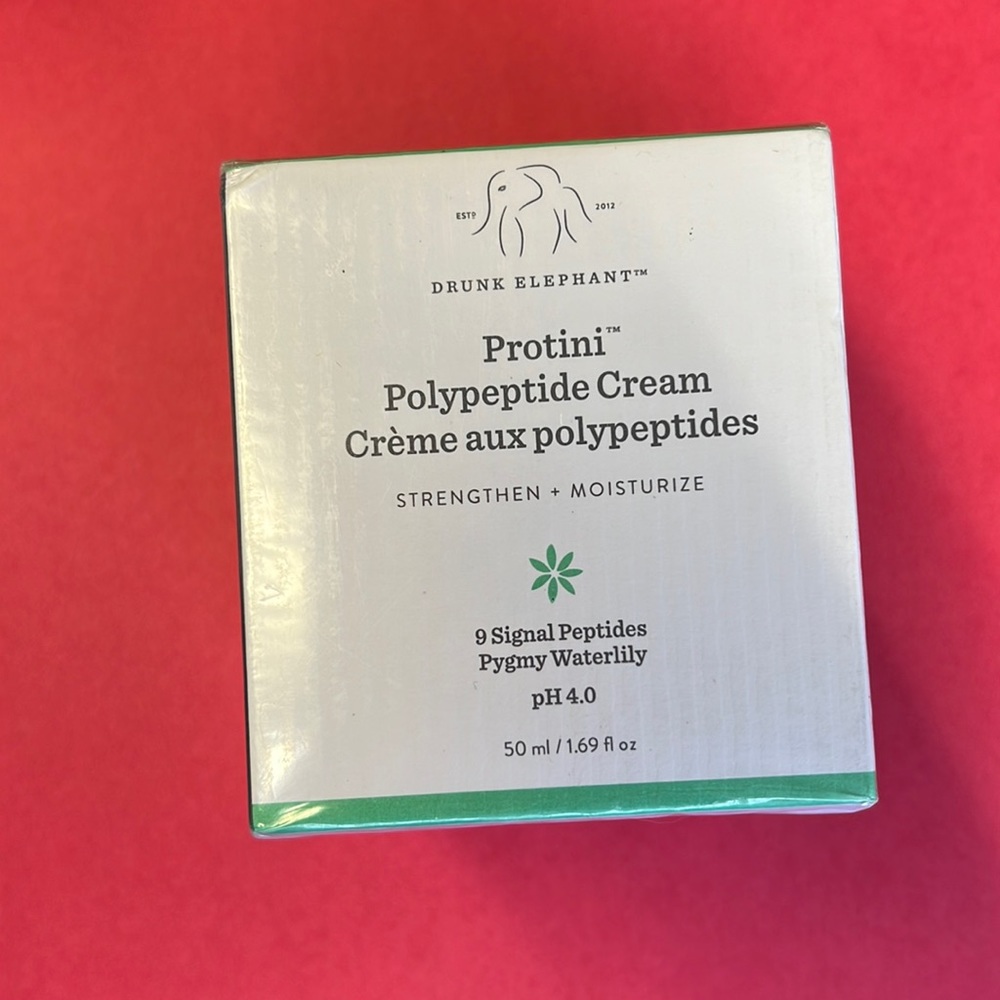 ESTD 2012
DRUNK ELEPHANT™
Protini™
Polypeptide Cream
Crème aux polypeptides
STRENGTHEN + MOISTURIZE
9 Signal Peptides
Pygmy Waterlily
pH 4.0
50 ml / 1.69 fl oz